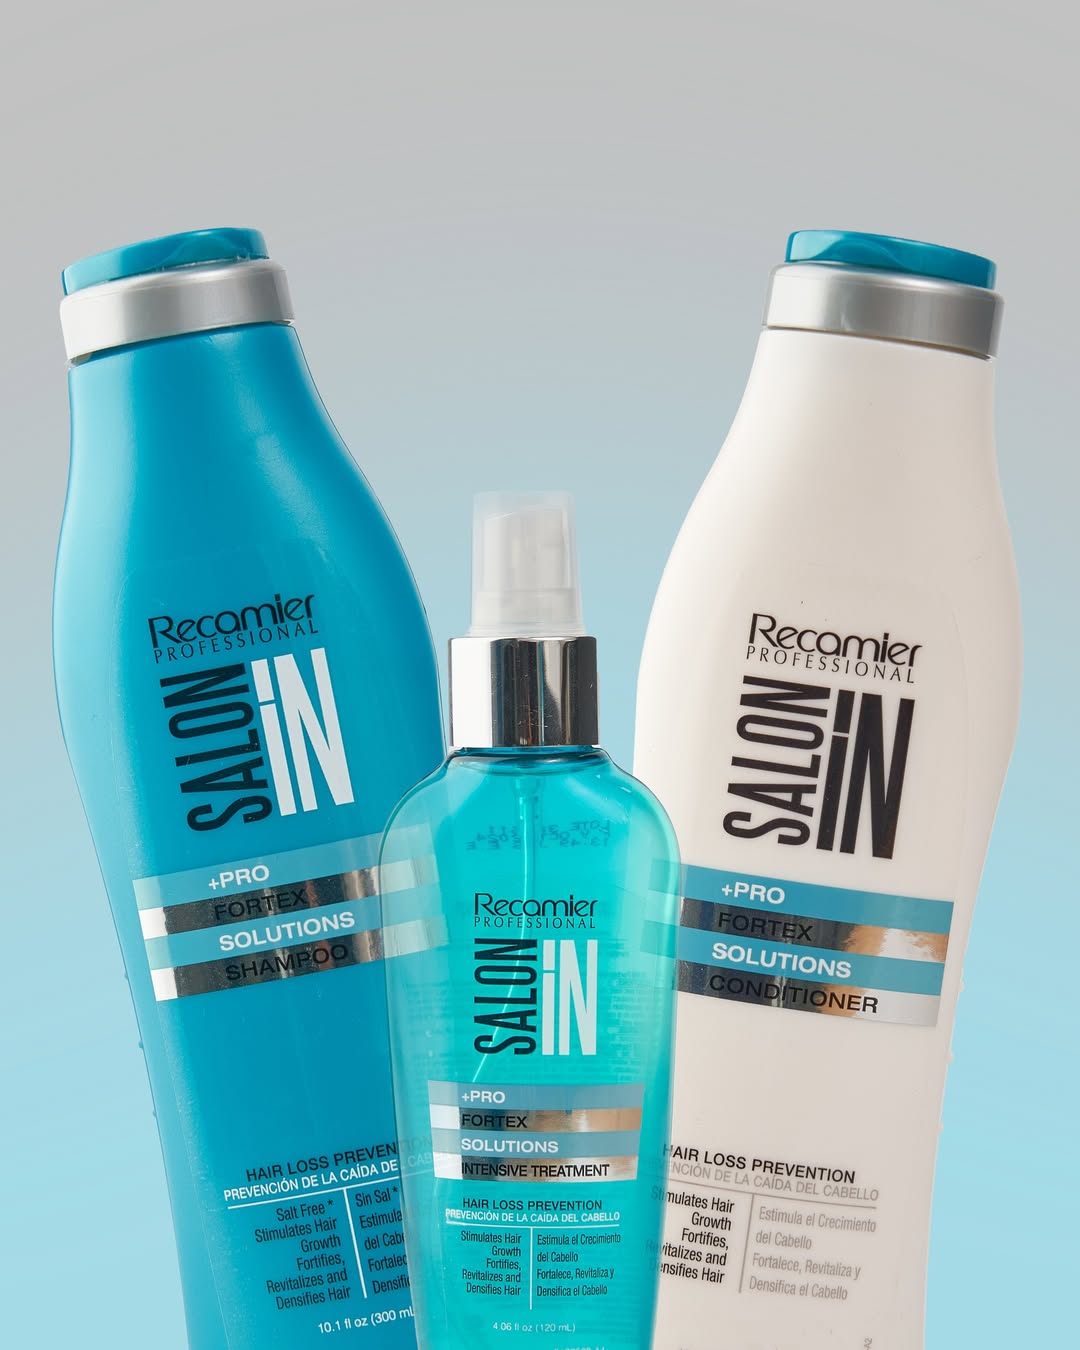 Recamier
PROFESSIONAL
SALON
iN
+PRO
FORTEX
SOLUTIONS
SHAMPOO
HAIR LOSS PREVENTION
PREVENCIÓN DE LA CAÍDA DE
Salt Free *
Stimulates Hair
Growth
Fortifies,
Revitalizes and
Densifies Hair
Sin Sal *
Estimula
del Cabe
Fortalec
Densifi
10.1 fl oz (300 mL
Recamier
PROFESSIONAL
SALON
iN
+PRO
FORTEX
SOLUTIONS
INTENSIVE TREATMENT
HAIR LOSS PREVENTION
PREVENCIÓN DE LA CAÍDA DEL CABELLO
Stimulates Hair
Growth
Fortifies,
Revitalizes and
Densifies Hair
Estimula el Crecimiento
del Cabello
Fortalece, Revitaliza y
Densifica el Cabello
4.06 fl oz (120 mL)
Recamier
PROFESSIONAL
SALON
iN
+PRO
FORTEX
SOLUTIONS
CONDITIONER
HAIR LOSS PREVENTION
PREVENCIÓN DE LA CAÍDA DEL CABELLO
Stimulates Hair
Growth
Fortifies,
Revitalizes and
Densifies Hair
Estimula el Crecimiento
del Cabello
Fortalece, Revitaliza y
Densifica el Cabello